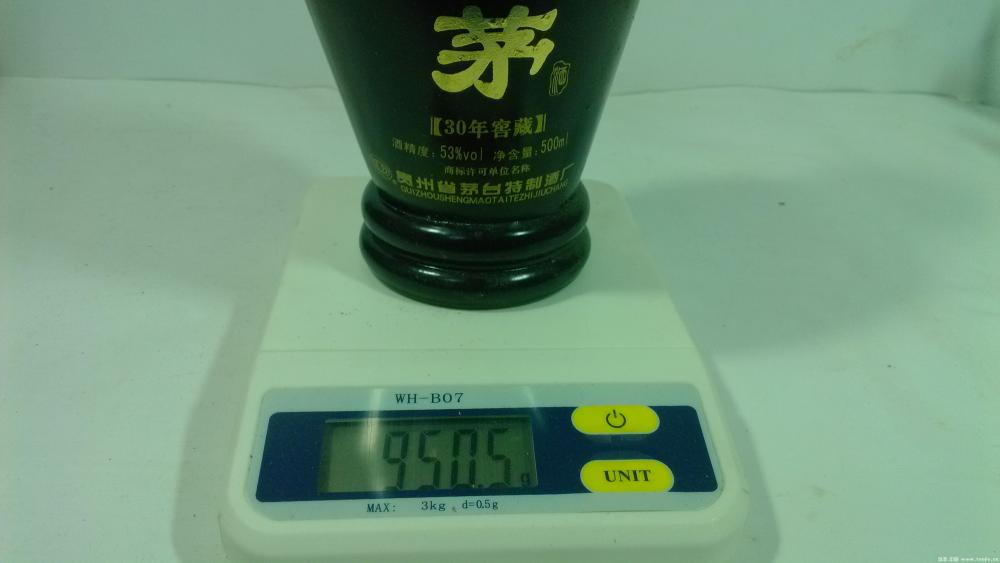 茅
酒
【30年窖藏】
酒精度：53%vol 净含量：500ml
商标许可单位名称
贵州省茅台特制酒厂
GUIZHOUSHENGMAOTAITEZHIJIUCHANG
WH-B07
950.5g
UNIT
MAX: 3kg d=0.5g